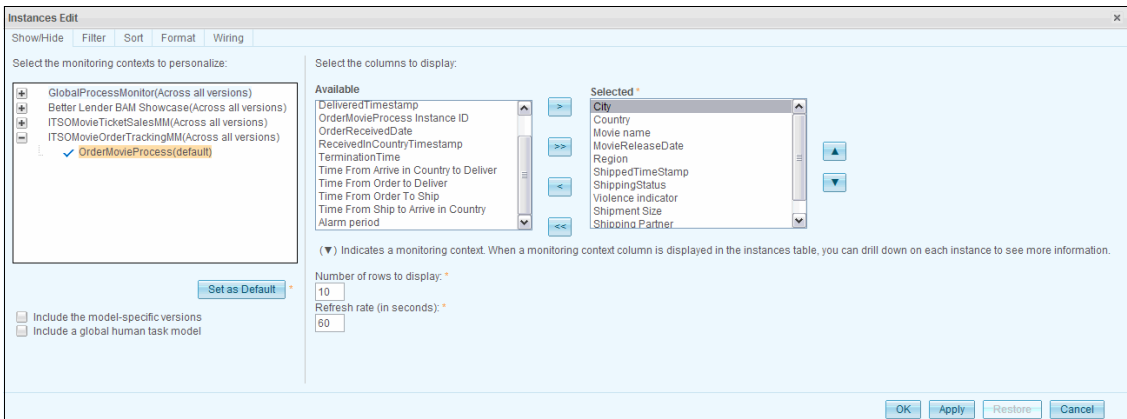 Instances Edit
Show/Hide Filter Sort Format Wiring
Select the monitoring contexts to personalize:
GlobalProcessMonitor(Across all versions)
Better Lender BAM Showcase(Across all versions)
ITSOMovieTicketSalesMM(Across all versions)
ITSOMovieOrderTrackingMM(Across all versions)
OrderMovieProcess(default)
Set as Default *
Include the model-specific versions
Include a global human task model
Select the columns to display:
Available
DeliveredTimestamp
OrderMovieProcess Instance ID
OrderReceivedDate
ReceivedInCountryTimestamp
TerminationTime
Time From Arrive in Country to Deliver
Time From Order to Deliver
Time From Order To Ship
Time From Ship to Arrive in Country
Alarm period
>
>>
<
<<
Selected *
City
Country
Movie name
MovieReleaseDate
Region
ShippedTimeStamp
ShippingStatus
Violence indicator
Shipment Size
Shipping Partner
(▼) Indicates a monitoring context. When a monitoring context column is displayed in the instances table, you can drill down on each instance to see more information.
Number of rows to display: *
10
Refresh rate (in seconds): *
60
OK Apply Restore Cancel